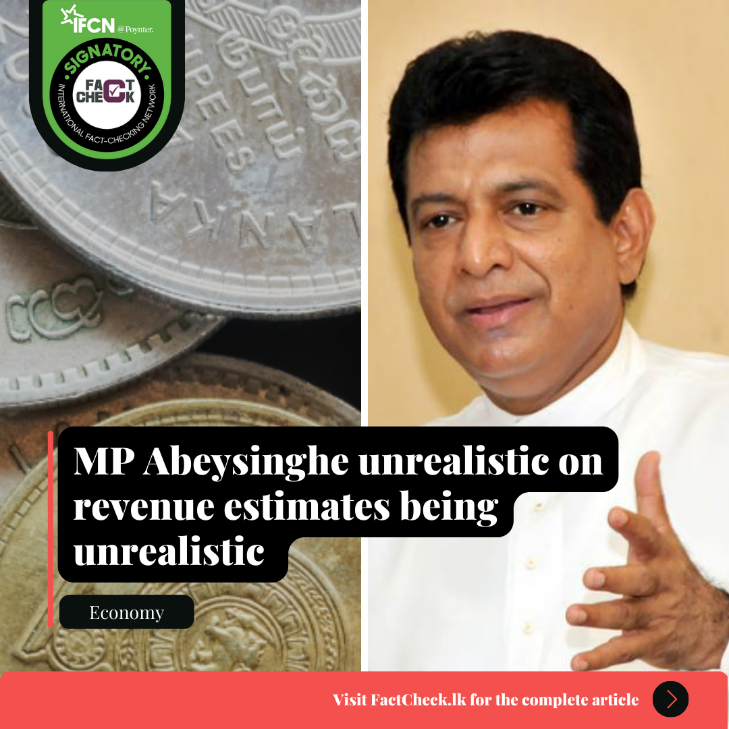 IFCN @Poynter.
SIGNATORY
FACT
CHECK
INTERNATIONAL FACT-CHECKING NETWORK
LANKA
MP Abeysinghe unrealistic on
revenue estimates being
unrealistic
Economy
Visit FactCheck.lk for the complete article